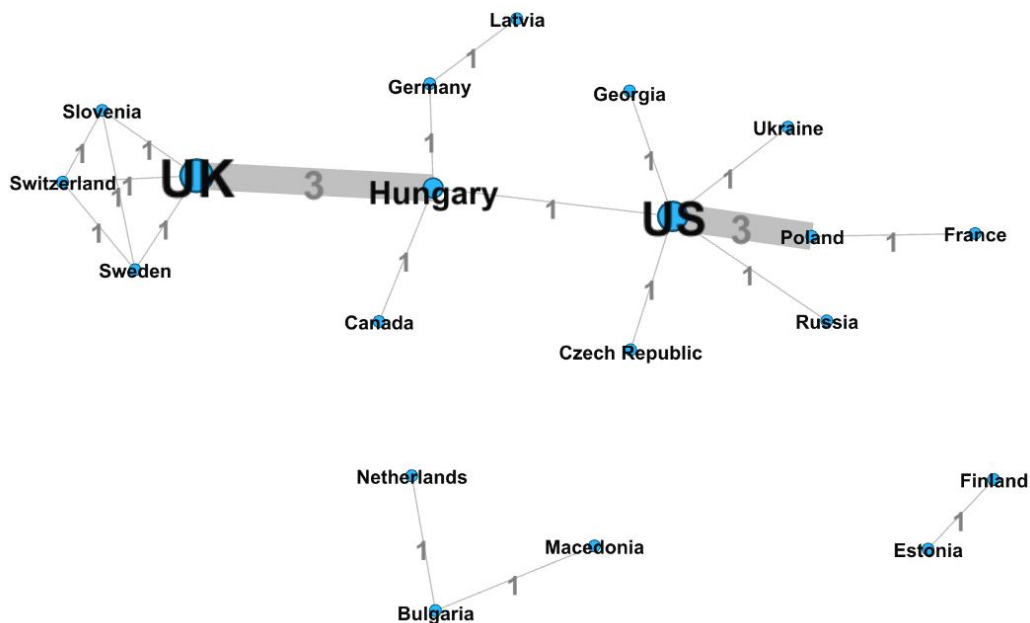 Latvia
1
Germany
Georgia
Slovenia
Ukraine
1
1
1
1
1
Switzerland
1
UK
3
Hungary
1
1
1
US
3
Poland
1
France
1
1
Sweden
1
1
1
Canada
Russia
Czech Republic
Netherlands
Finland
1
Macedonia
1
Estonia
1
Bulgaria